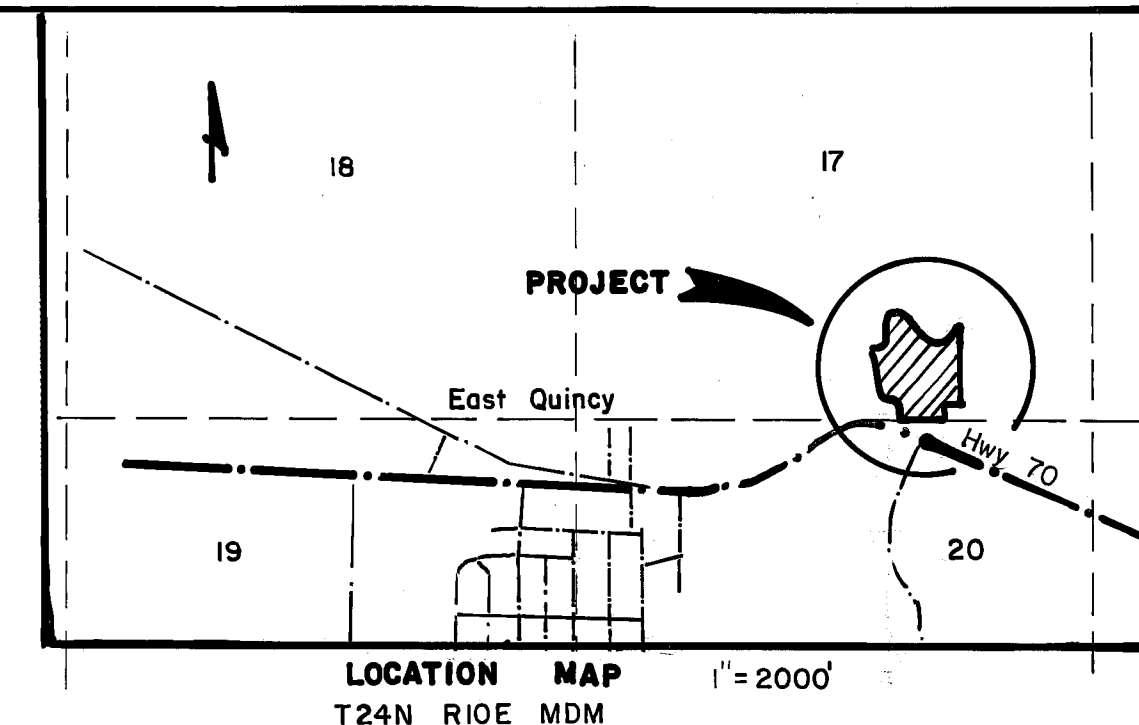 18
17
PROJECT
East Quincy
Hwy 70
19
20
LOCATION MAP 1" = 2000'
T24N R10E MDM